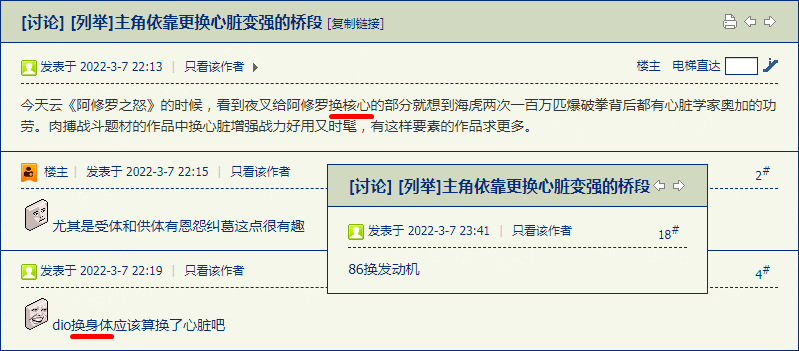 [讨论] [列举]主角依靠更换心脏变强的桥段 [复制链接]
发表于 2022-3-7 22:13 | 只看该作者
楼主 电梯直达
今天云《阿修罗之怒》的时候，看到夜叉给阿修罗换核心的部分就想到海虎两次一百万匹爆破拳背后都有心脏学家奥加的功
劳。肉搏战斗题材的作品中换心脏增强战力好用又时髦，有这样要素的作品求更多。
楼主 | 发表于 2022-3-7 22:15 | 只看该作者
2#
尤其是受体和供体有恩怨纠葛这点很有趣
发表于 2022-3-7 22:19 | 只看该作者
4#
dio换身体应该算换了心脏吧
[讨论] [列举]主角依靠更换心脏变强的桥段
发表于 2022-3-7 23:41 | 只看该作者
18#
86换发动机